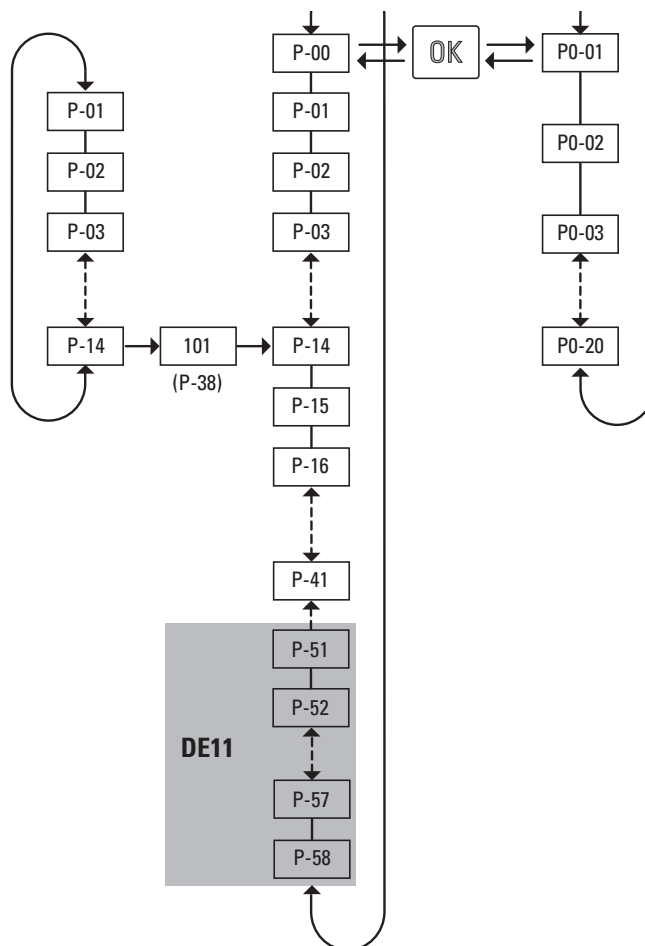 P-00
OK
P0-01
P-01
P-01
P-02
P0-02
P-02
P-03
P-03
P0-03
P-14
101
P-14
P0-20
(P-38)
P-15
P-16
P-41
P-51
P-52
DE11
P-57
P-58